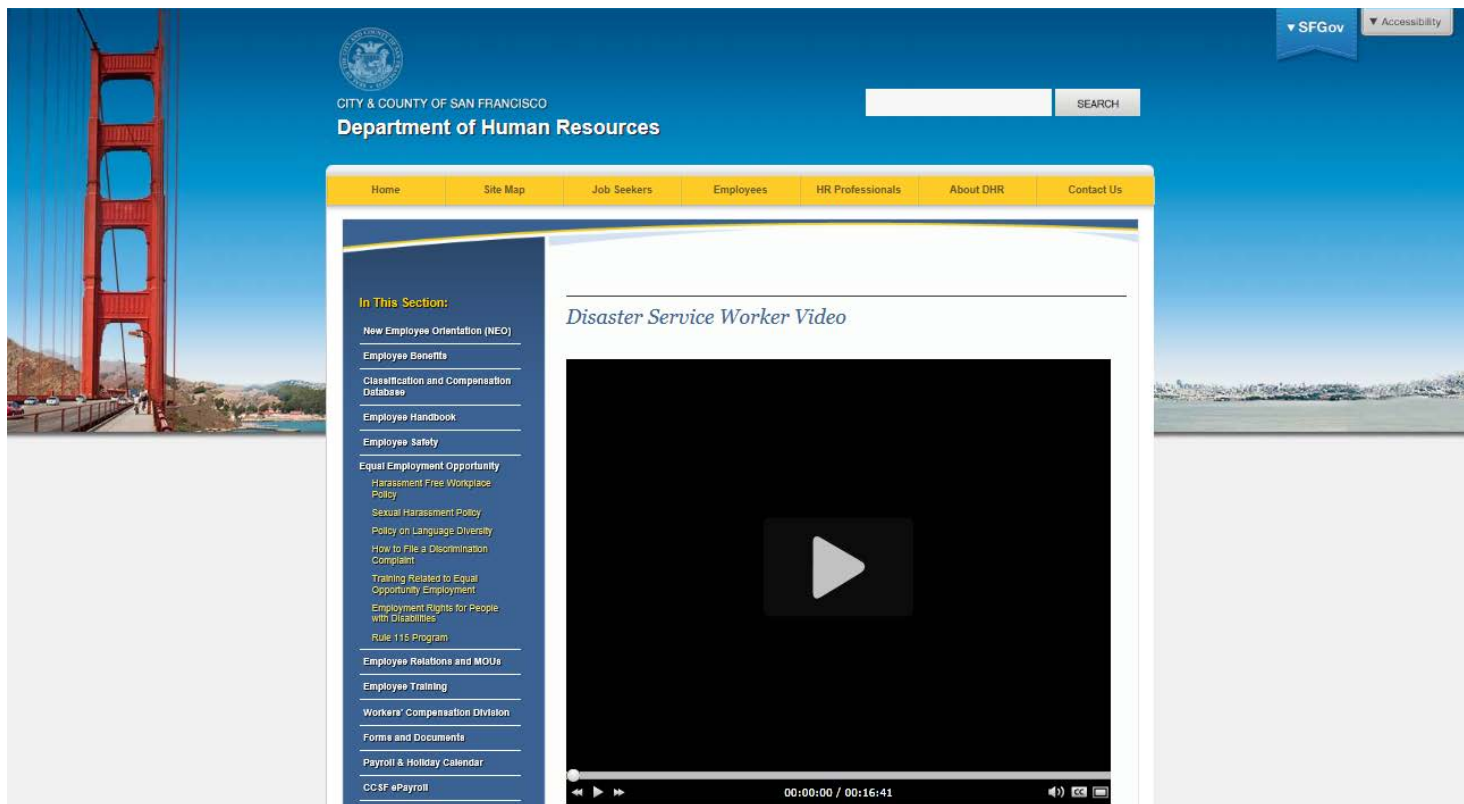 ▼ SFGov
▼ Accessibility
CITY & COUNTY OF SAN FRANCISCO
Department of Human Resources
SEARCH
Home
Site Map
Job Seekers
Employees
HR Professionals
About DHR
Contact Us
In This Section:
New Employee Orientation (NEO)
Employee Benefits
Classification and Compensation
Database
Employee Handbook
Employee Safety
Equal Employment Opportunity
Harassment Free Workplace
Policy
Sexual Harassment Policy
Policy on Language Diversity
How to File a Discrimination
Complaint
Training Related to Equal
Opportunity Employment
Employment Rights for People
with Disabilities
Rule 115 Program
Employee Relations and MOUs
Employee Training
Workers' Compensation Division
Forms and Documents
Payroll & Holiday Calendar
CCSF ePayroll
Disaster Service Worker Video
00:00:00 / 00:16:41
CC